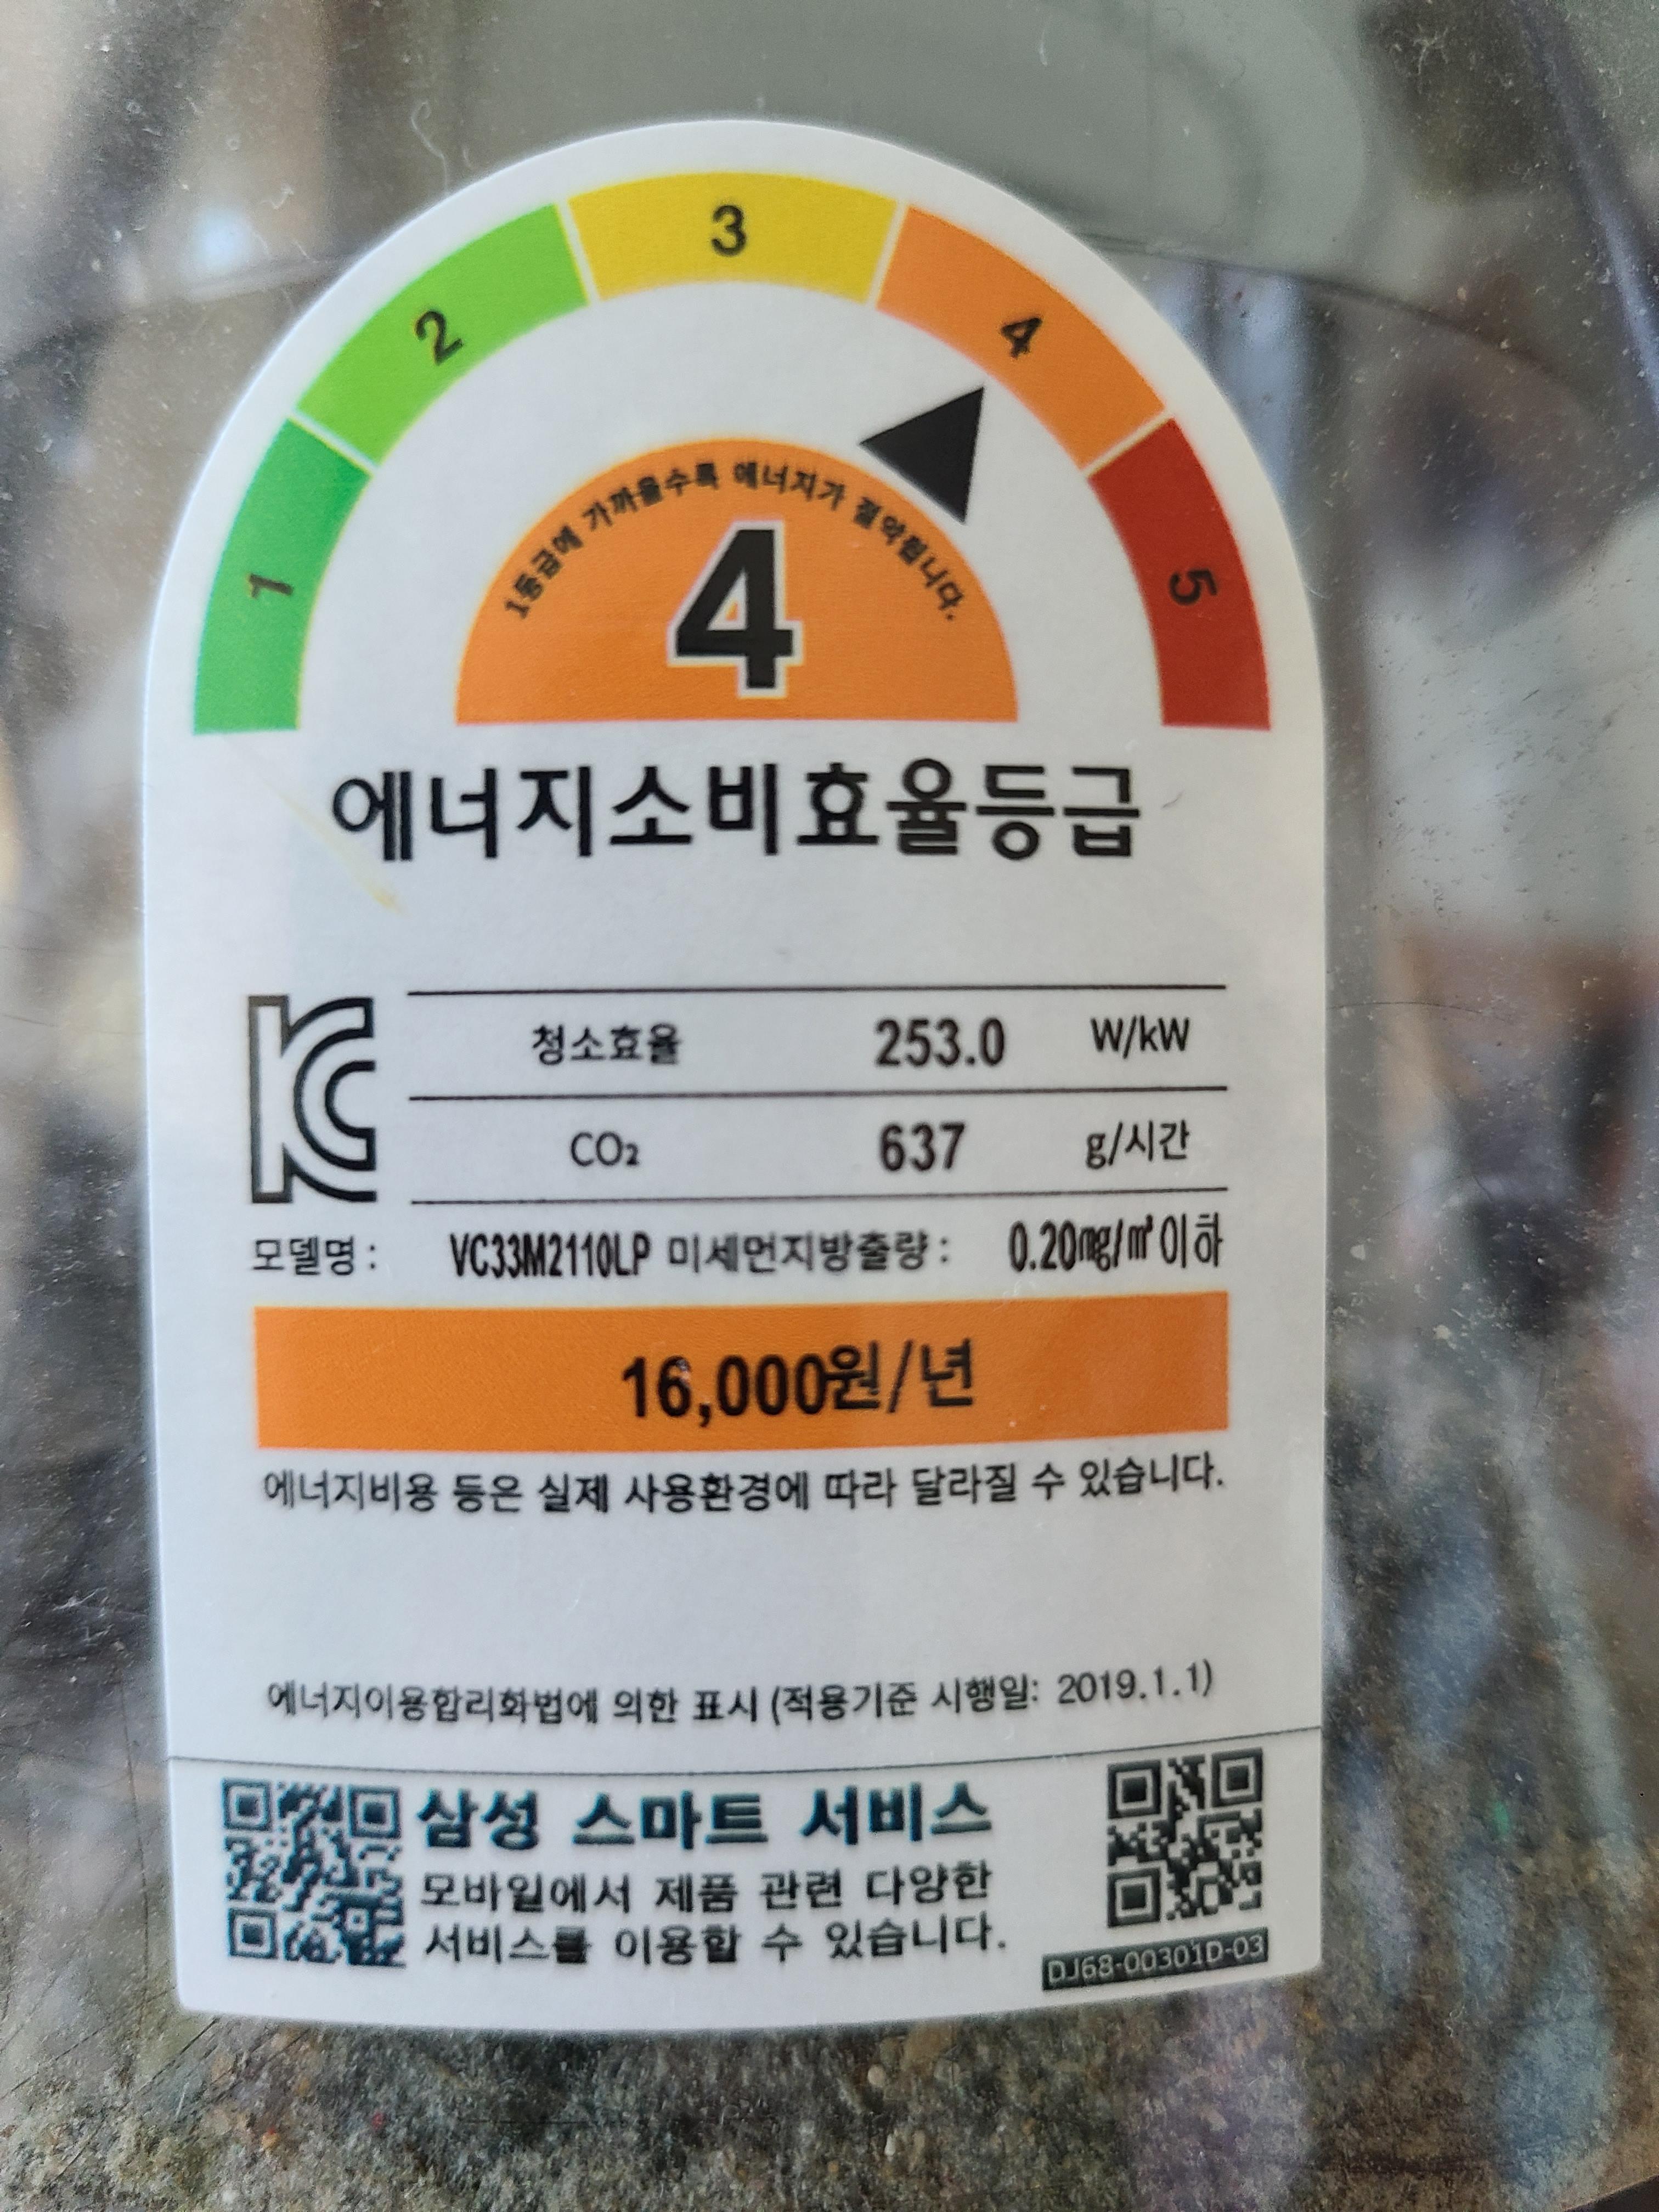 1 2 3 4 5
1등급에 가까울수록 에너지가 절약됩니다.
4
에너지소비효율등급
청소효율 253.0 W/kW
CO₂ 637 g/시간
모델명 : VC33M2110LP 미세먼지방출량 : 0.20㎎/㎥이하
16,000원/년
에너지비용 등은 실제 사용환경에 따라 달라질 수 있습니다.
에너지이용합리화법에 의한 표시 (적용기준 시행일: 2019.1.1)
삼성 스마트 서비스
모바일에서 제품 관련 다양한
서비스를 이용할 수 있습니다.
DJ68-00301D-03